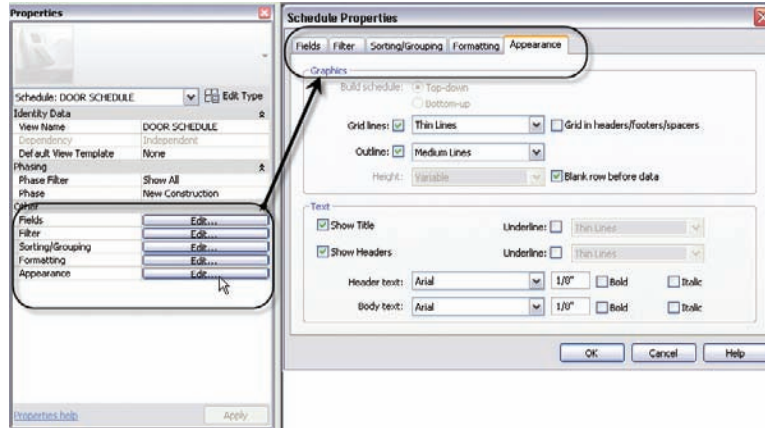 Properties
Schedule: DOOR SCHEDULE
Edit Type
Identity Data
View Name DOOR SCHEDULE
Dependency Independent
Default View Template None
Phasing
Phase Filter Show All
Phase New Construction
Other
Fields Edit...
Filter Edit...
Sorting/Grouping Edit...
Formatting Edit...
Appearance Edit...
Properties help
Apply
Schedule Properties
Fields Filter Sorting/Grouping Formatting Appearance
Graphics
Build schedule: Top-down
Bottom-up
Grid lines: Thin Lines Grid in headers/footers/spacers
Outline: Medium Lines
Height: Variable Blank row before data
Text
Show Title Underline: Thin Lines
Show Headers Underline: Thin Lines
Header text: Arial 1/8" Bold Italic
Body text: Arial 1/8" Bold Italic
OK Cancel Help